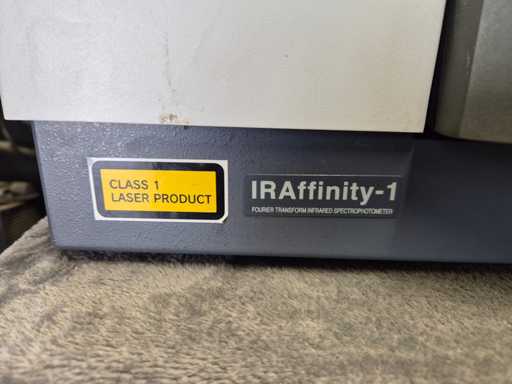 CLASS 1
LASER PRODUCT
IRAffinity-1
FOURIER TRANSFORM INFRARED SPECTROPHOTOMETER